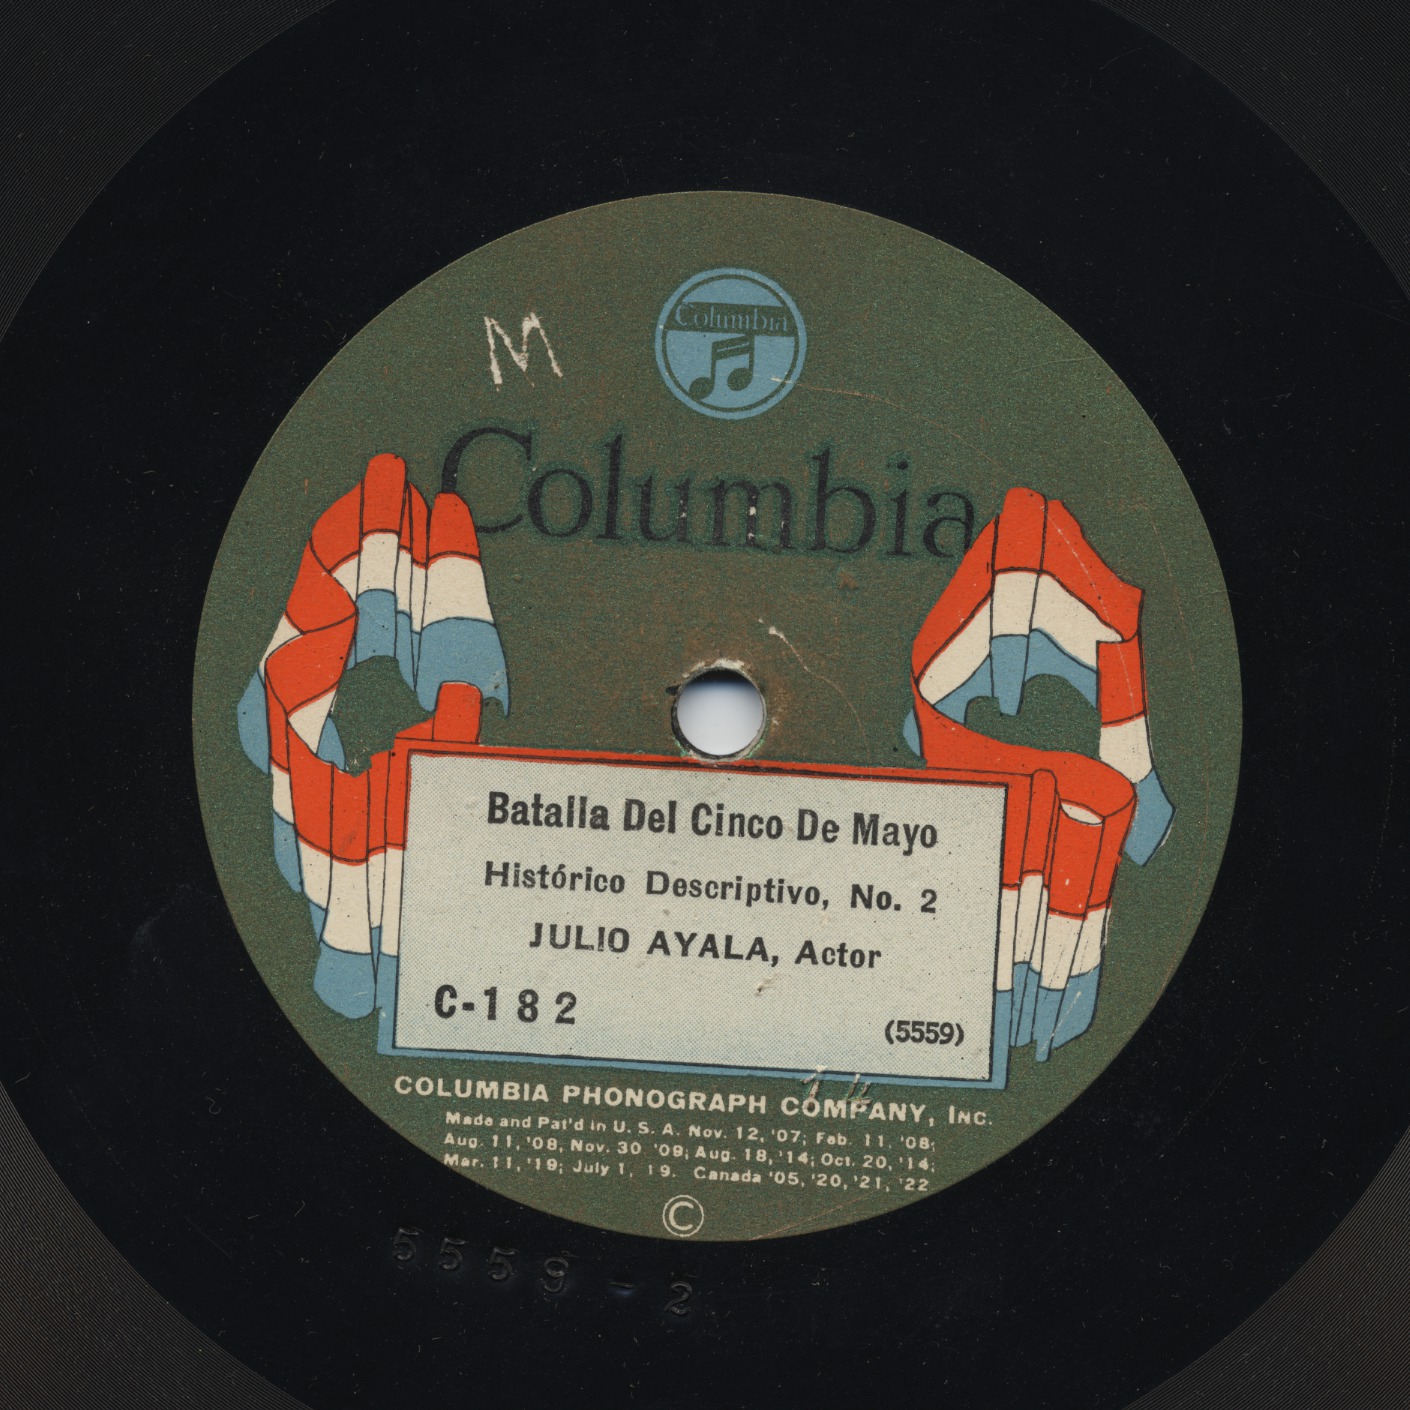 M
Columbia
Columbia
Batalla Del Cinco De Mayo
Histórico Descriptivo, No. 2
JULIO AYALA, Actor
C-182
(5559)
COLUMBIA PHONOGRAPH COMPANY, INC.
Made and Pat'd in U. S. A. Nov. 12, '07; Feb. 11, '08;
Aug. 11, '08, Nov. 30 '09; Aug. 18, '14; Oct. 20, '14;
Mar. 11, '19; July 1, 19. Canada '05, '20, '21, '22
©
5559-2